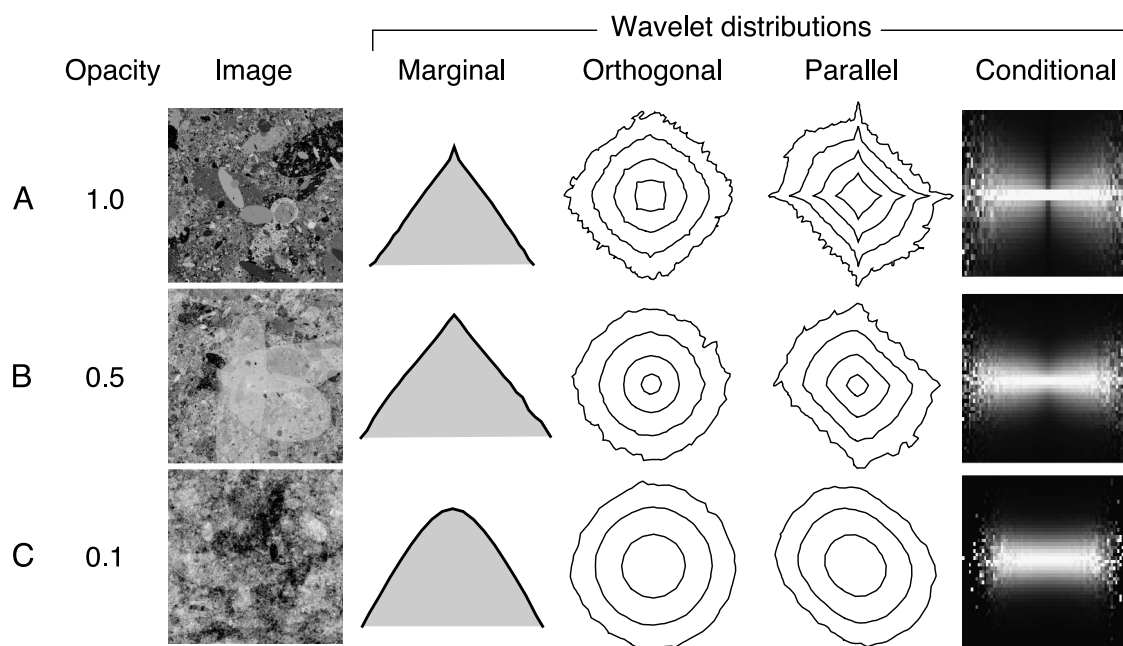 Wavelet distributions
Opacity Image Marginal Orthogonal Parallel Conditional
A 1.0
B 0.5
C 0.1